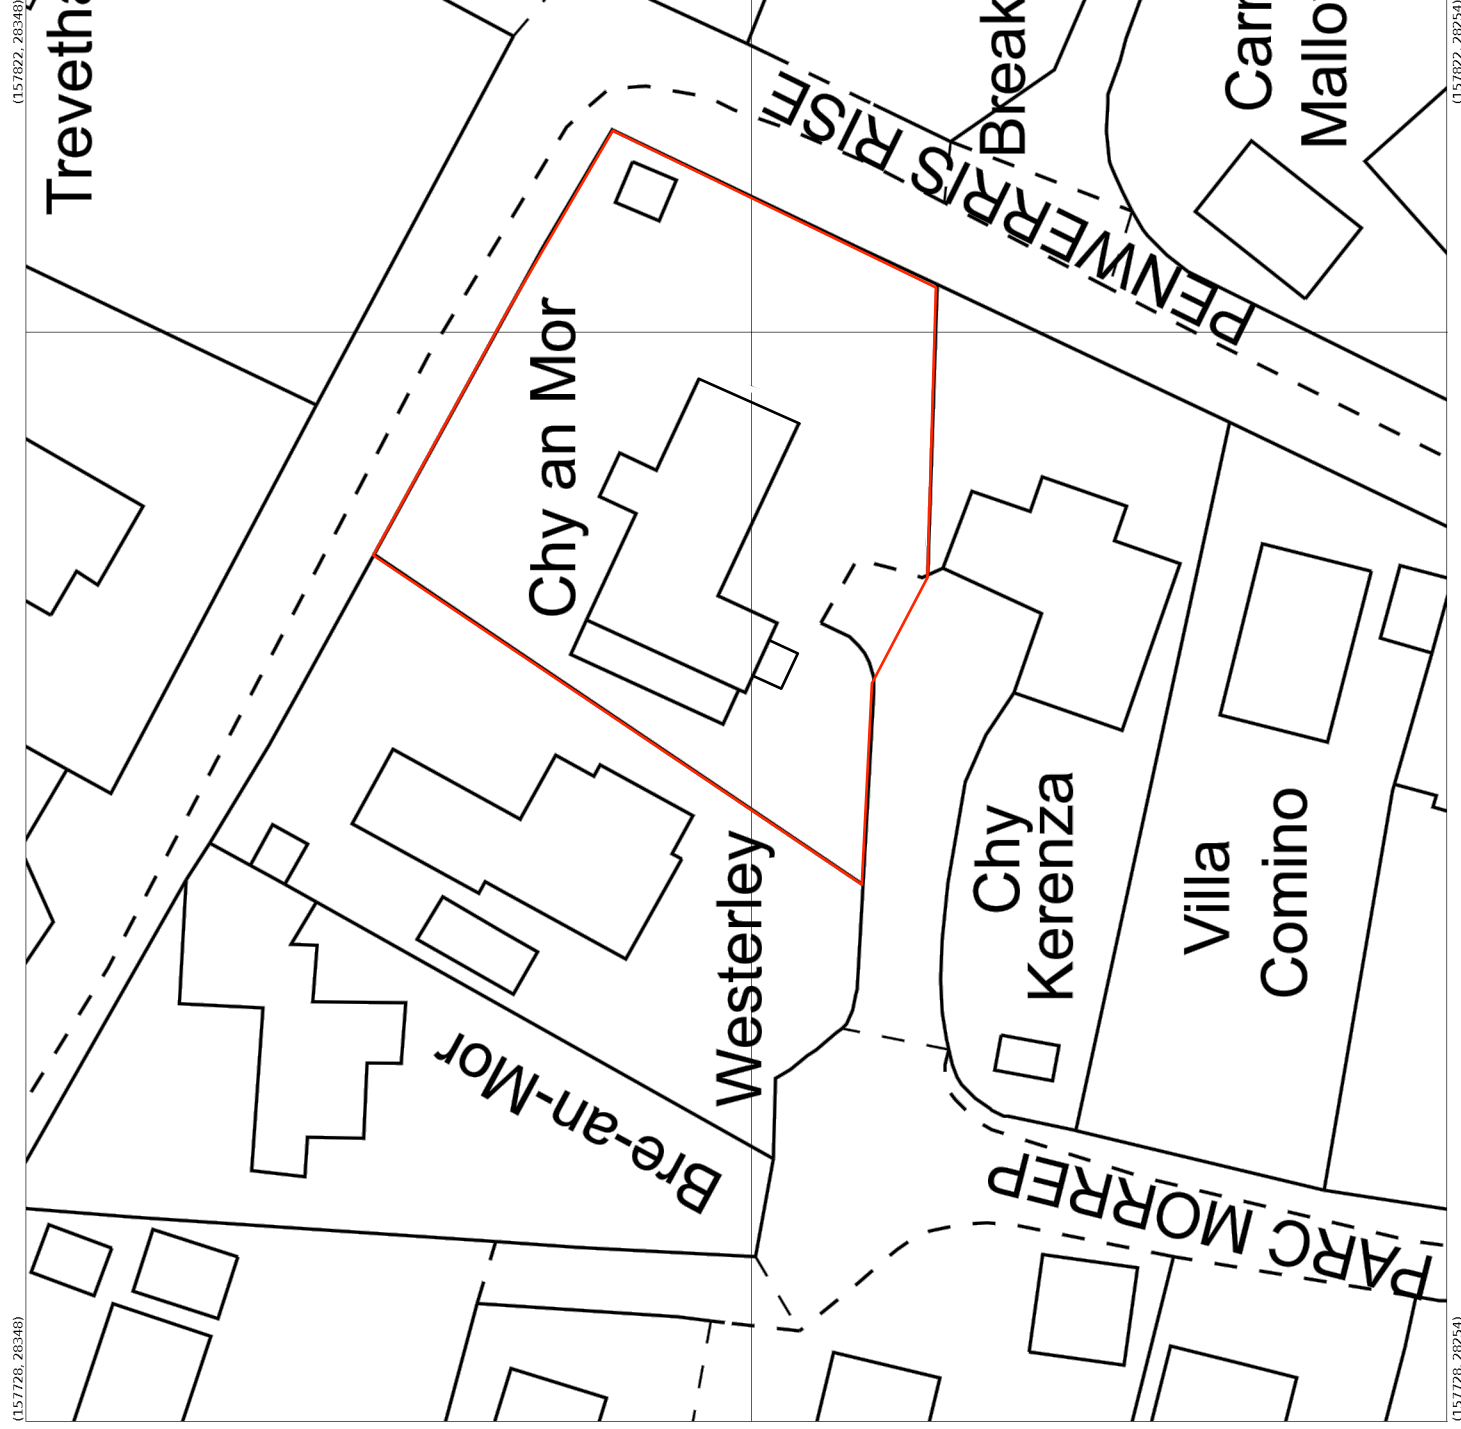 (157822, 28348)
(157822, 28254)
Treveth
Break
Carr
Mallo
PENWERRIS RISE
Chy an Mor
Westerley
Chy
Kerenza
Villa
Comino
Bre-an-Mor
PARC MORREP
(157728, 28348)
(157728, 28254)